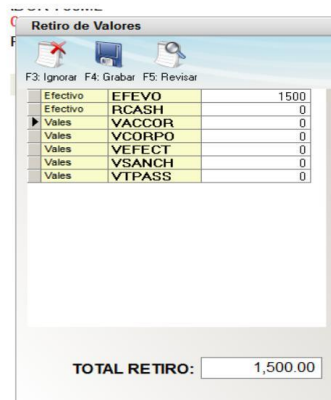 Retiro de Valores
F3: Ignorar F4: Grabar F5: Revisar
Efectivo EFEVO 1500
Efectivo RCASH 0
Vales VACCOR 0
Vales VCORPO 0
Vales VEFECT 0
Vales VSANCH 0
Vales VTPASS 0
TOTAL RETIRO: 1,500.00